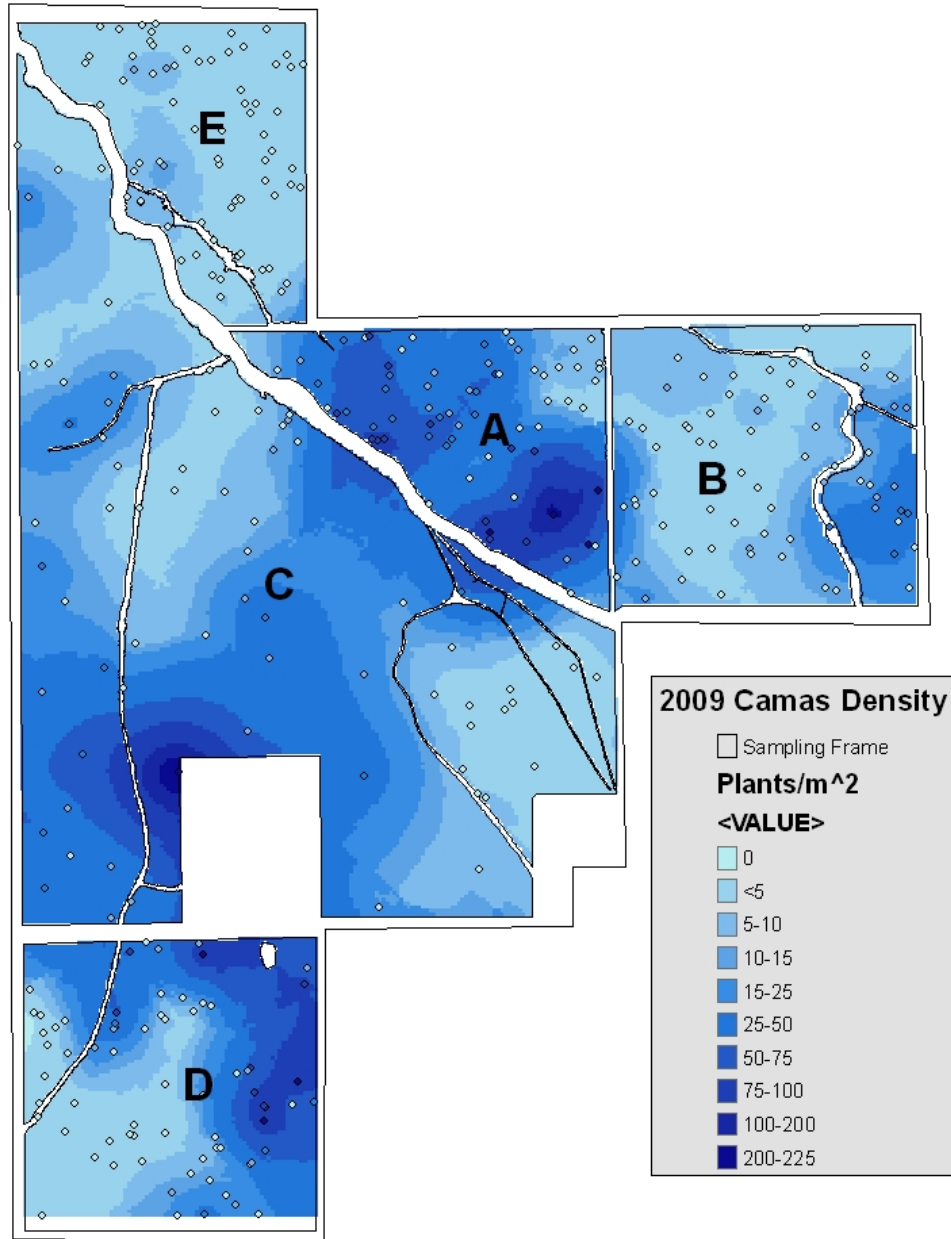 E
A
B
C
D
2009 Camas Density
Sampling Frame
Plants/m^2
<VALUE>
0
<5
5-10
10-15
15-25
25-50
50-75
75-100
100-200
200-225